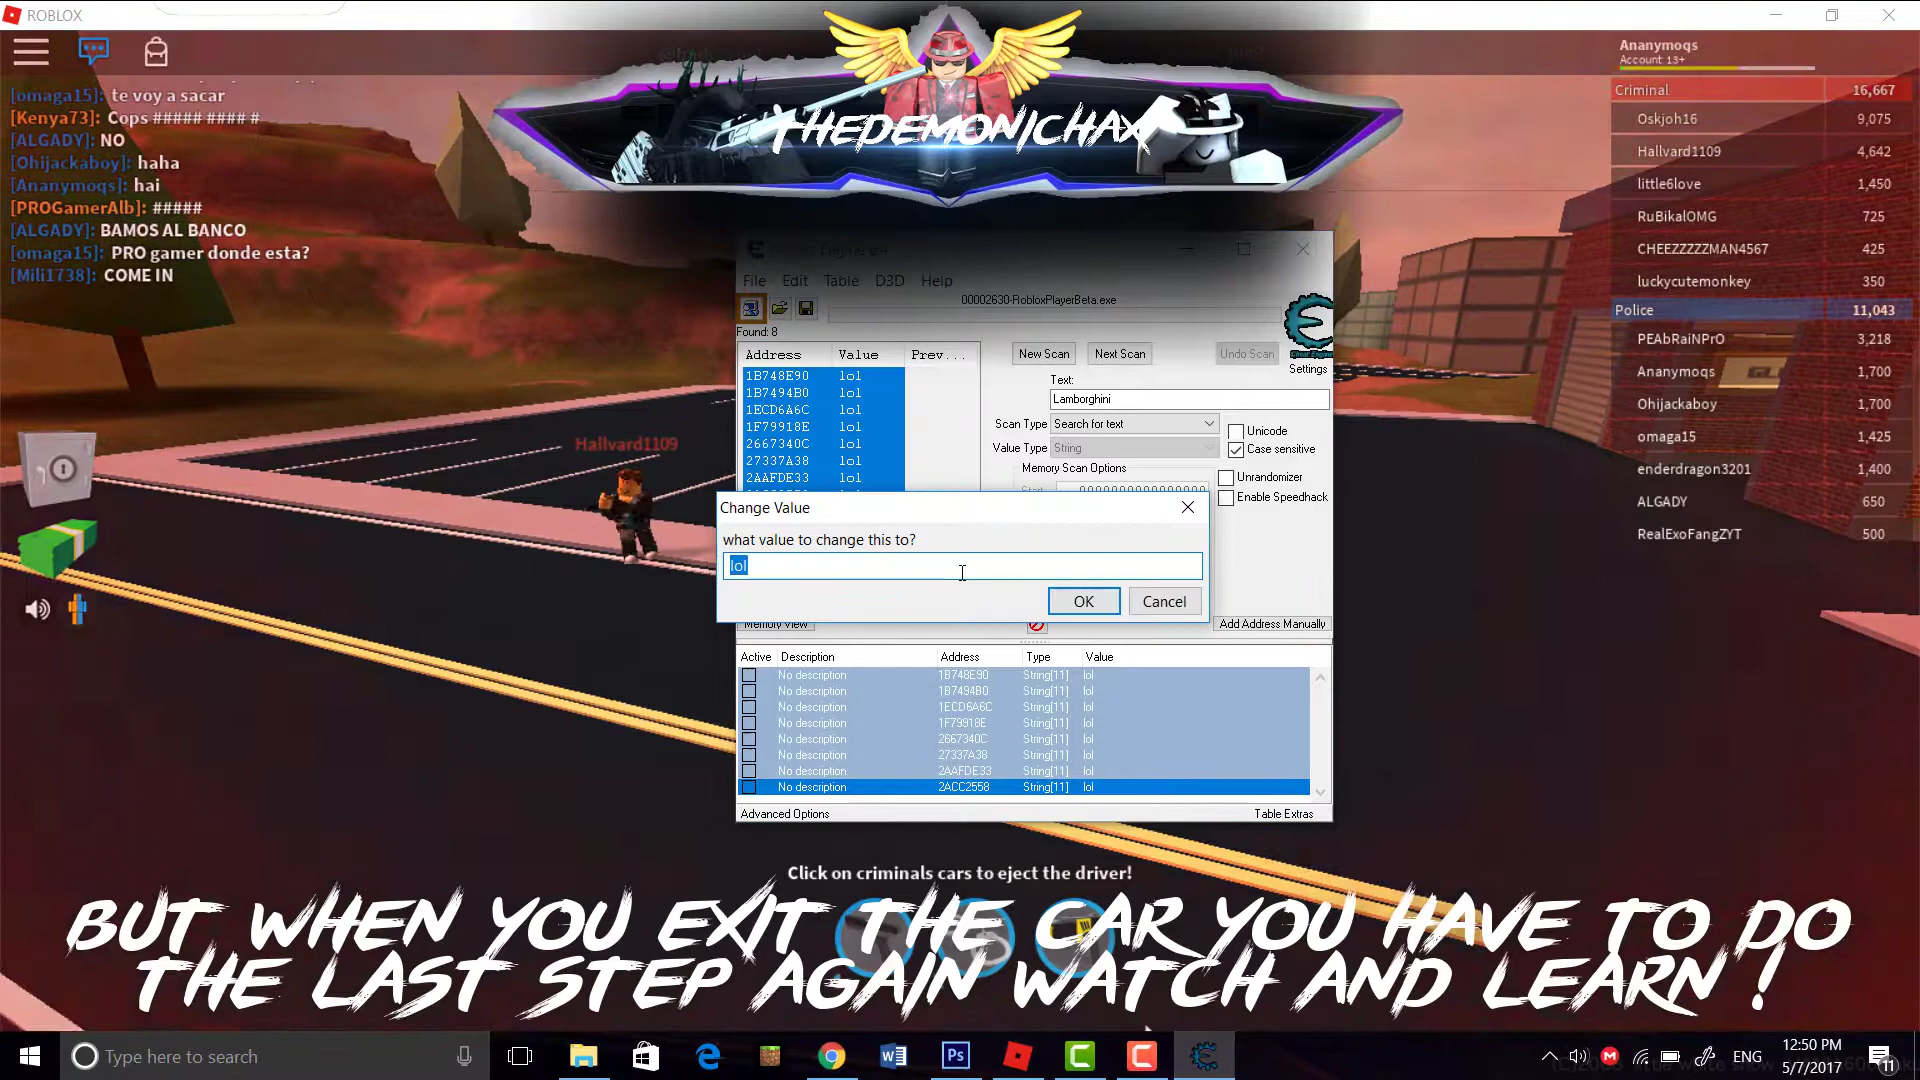 ROBLOX
[omaga15]: te voy a sacar
[Kenya73]: Cops ##### #### #
[ALGADY]: NO
[Ohijackaboy]: haha
[Ananymoqs]: hai
[PROGamerAlb]: #####
[ALGADY]: BAMOS AL BANCO
[omaga15]: PRO gamer donde esta?
[Mili1738]: COME IN
THEDEMONICHAX
Ananymoqs
Account: 13+
Criminal 16,667
Oskjoh16 9,075
Hallvard1109 4,642
little6love 1,450
RuBikalOMG 725
CHEEZZZZZMAN4567 425
luckycutemonkey 350
Police 11,043
PEAbRaiNPrO 3,218
Ananymoqs 1,700
Ohijackaboy 1,700
omaga15 1,425
enderdragon3201 1,400
ALGADY 650
RealExoFangZYT 500
Hallvard1109
File Edit Table D3D Help
00002630-RobloxPlayerBeta.exe
Found: 8
Address Value Prev...
1B748E90 lol
1B7494B0 lol
1ECD6A6C lol
1F79918E lol
2667340C lol
27337A38 lol
2AAFDE33 lol
New Scan Next Scan Undo Scan
Cheat Engine
Settings
Text:
Lamborghini
Scan Type Search for text
Value Type String
Unicode
Case sensitive
Memory Scan Options
Unrandomizer
Enable Speedhack
Change Value
what value to change this to?
lol
OK Cancel
Memory View
Add Address Manually
Active Description Address Type Value
No description 1B748E90 String[11] lol
No description 1B7494B0 String[11] lol
No description 1ECD6A6C String[11] lol
No description 1F79918E String[11] lol
No description 2667340C String[11] lol
No description 27337A38 String[11] lol
No description 2AAFDE33 String[11] lol
No description 2ACC2558 String[11] lol
Advanced Options Table Extras
Click on criminals cars to eject the driver!
BUT WHEN YOU EXIT THE CAR YOU HAVE TO DO
THE LAST STEP AGAIN WATCH AND LEARN !
Type here to search
ENG
12:50 PM
5/7/2017
11